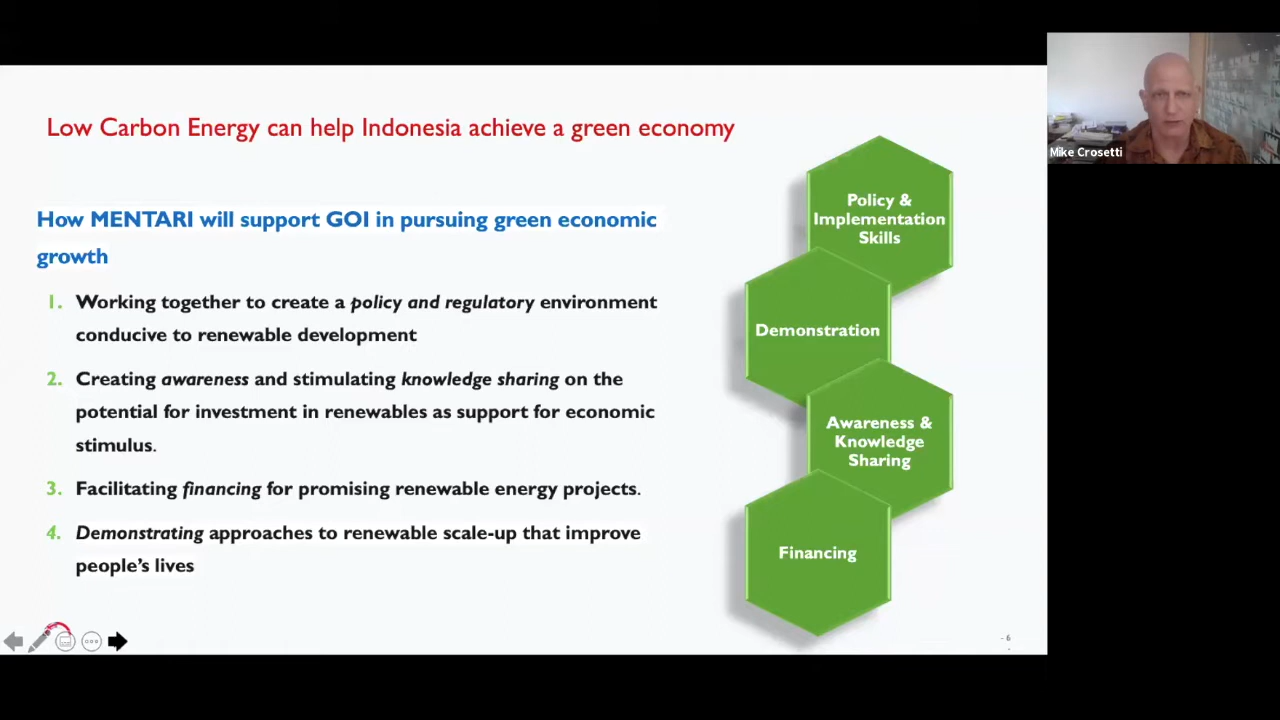 Low Carbon Energy can help Indonesia achieve a green economy
How MENTARI will support GOI in pursuing green economic
growth
1. Working together to create a policy and regulatory environment
conducive to renewable development
2. Creating awareness and stimulating knowledge sharing on the
potential for investment in renewables as support for economic
stimulus.
3. Facilitating financing for promising renewable energy projects.
4. Demonstrating approaches to renewable scale-up that improve
people’s lives
Policy &
Implementation
Skills
Demonstration
Awareness &
Knowledge
Sharing
Financing
- 6
Mike Crosetti